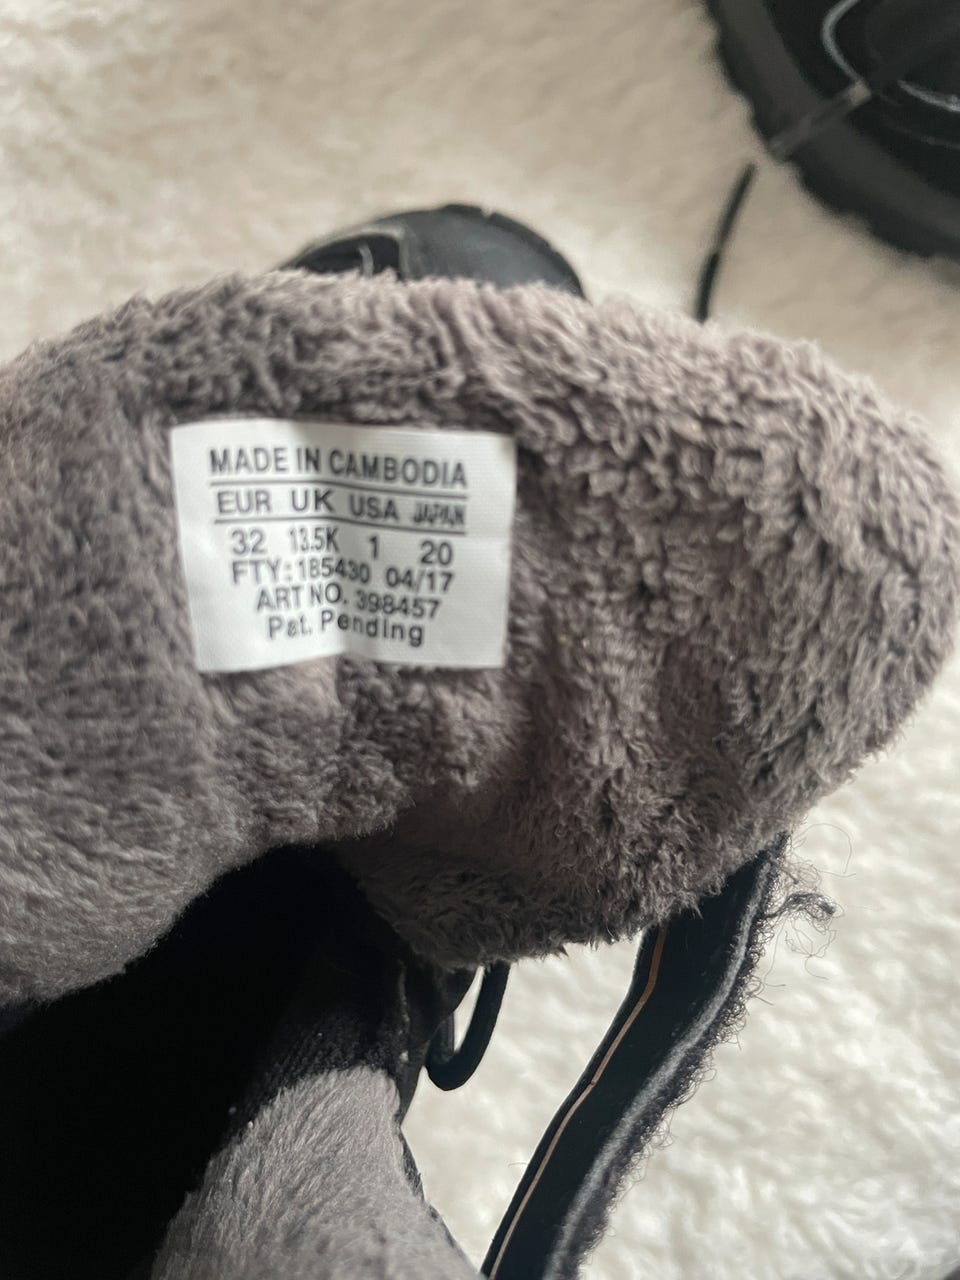 MADE IN CAMBODIA
EUR UK USA JAPAN
32 13.5K 1 20
FTY: 185430 04/17
ART NO. 398457
Pat. Pending